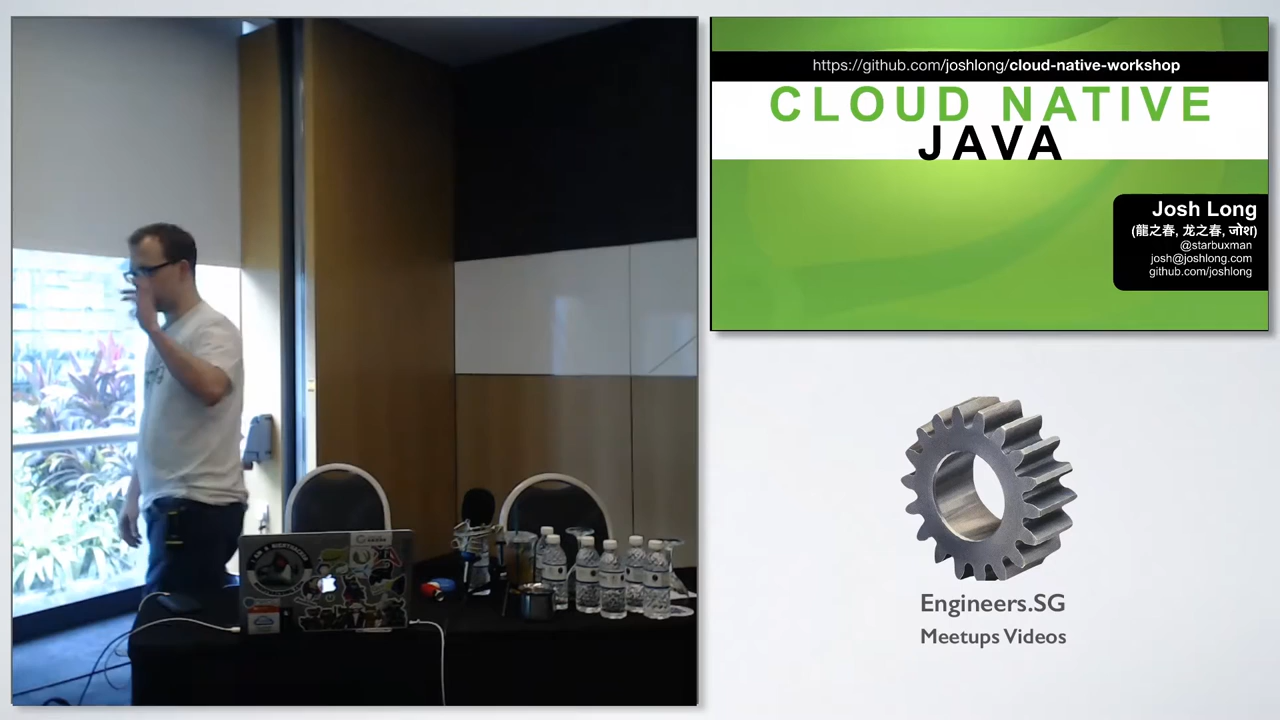 https://github.com/joshlong/cloud-native-workshop
CLOUD NATIVE
JAVA
Josh Long
(龍之春, 龙之春, जोश)
@starbuxman
josh@joshlong.com
github.com/joshlong
Engineers.SG
Meetups Videos